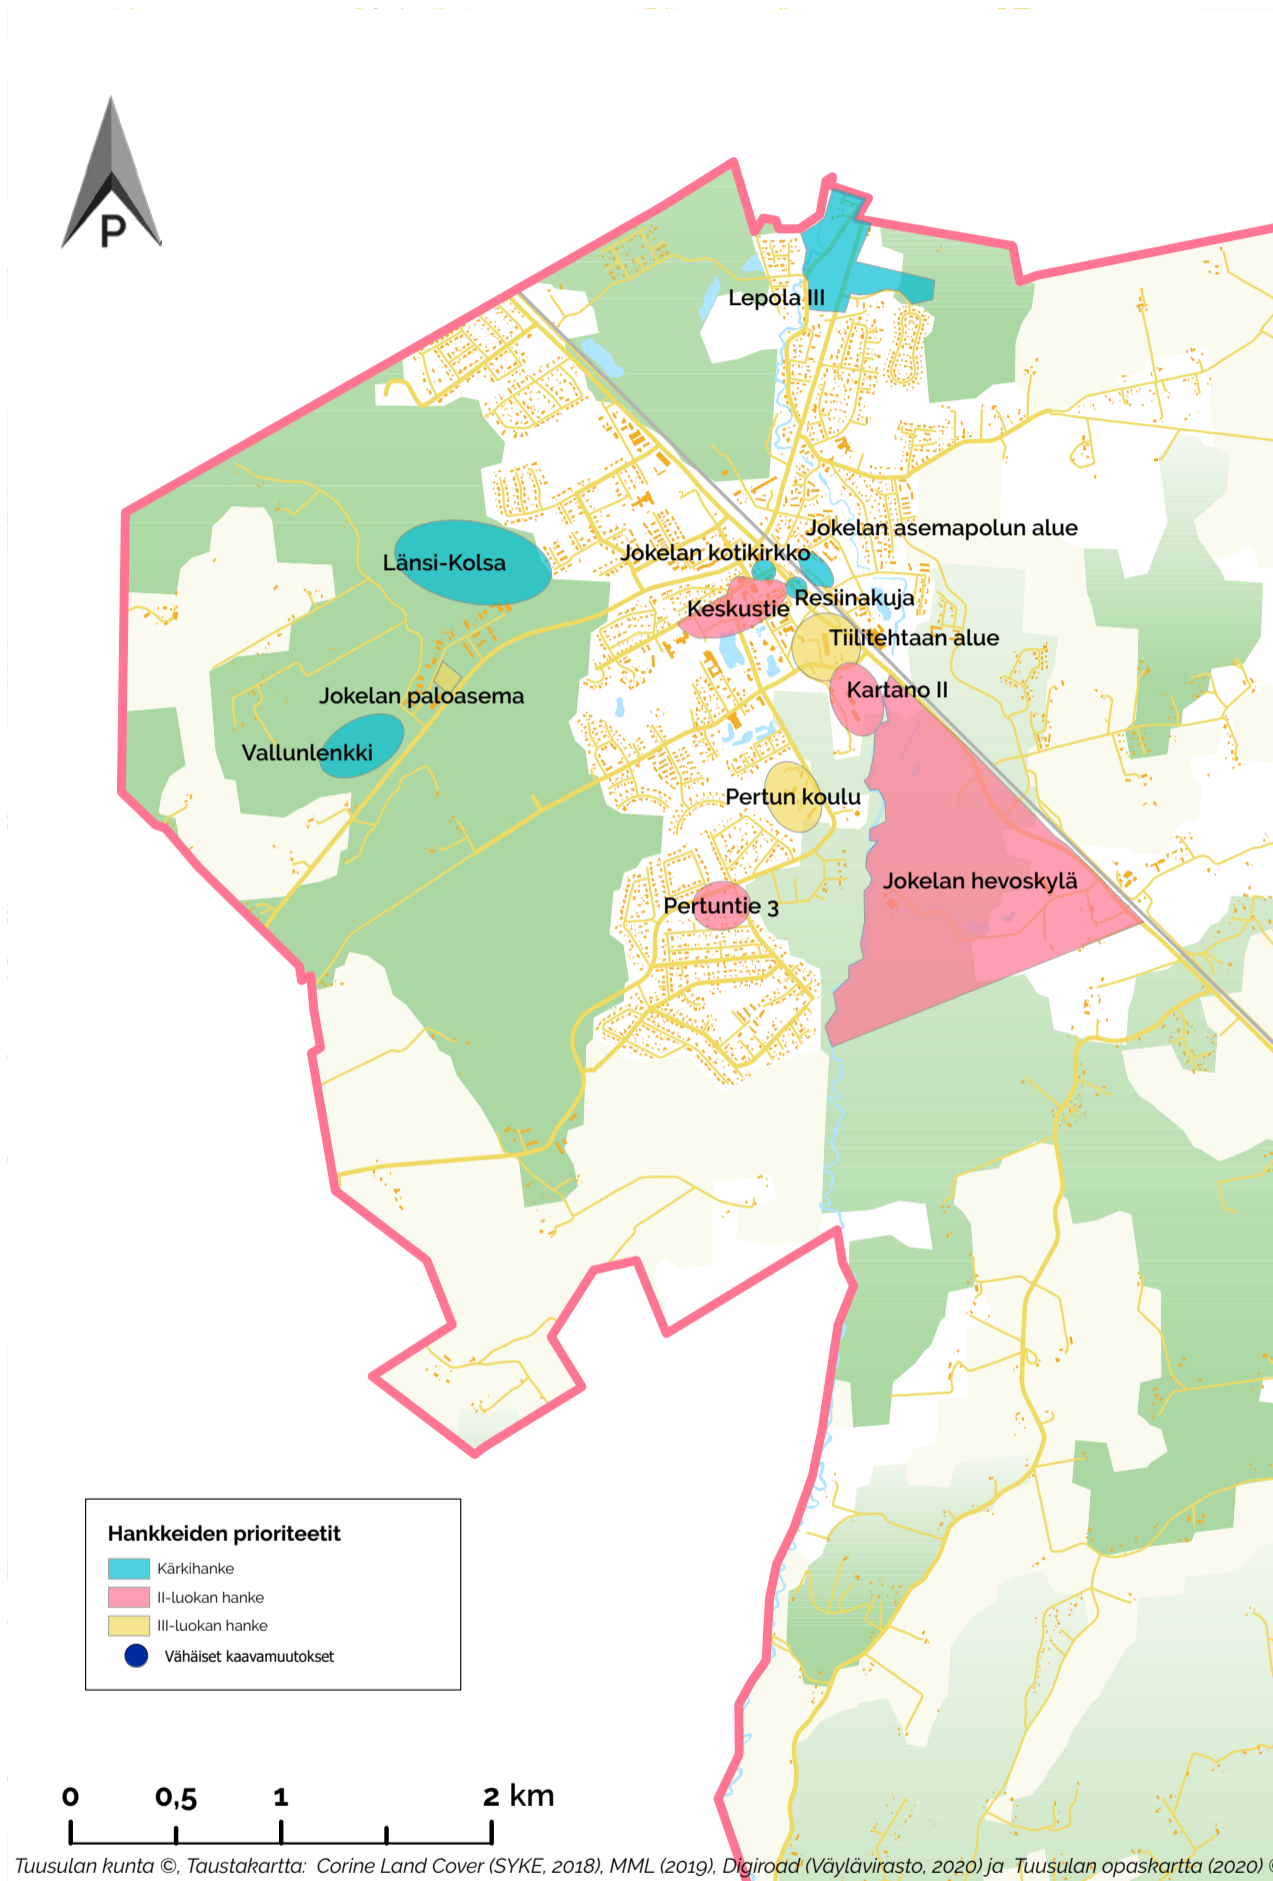 P
Lepola III
Jokelan asemapolun alue
Jokelan kotikirkko
Länsi-Kolsa
Resiinakuja
Keskustie
Tiilitehtaan alue
Kartano II
Jokelan paloasema
Vallunlenkki
Pertun koulu
Jokelan hevoskylä
Pertuntie 3
Hankkeiden prioriteetit
Kärkihanke
II-luokan hanke
III-luokan hanke
Vähäiset kaavamuutokset
0 0,5 1 2 km
Tuusulan kunta ©, Taustakartta: Corine Land Cover (SYKE, 2018), MML (2019), Digiroad (Väylävirasto, 2020) ja Tuusulan opaskartta (2020) ©